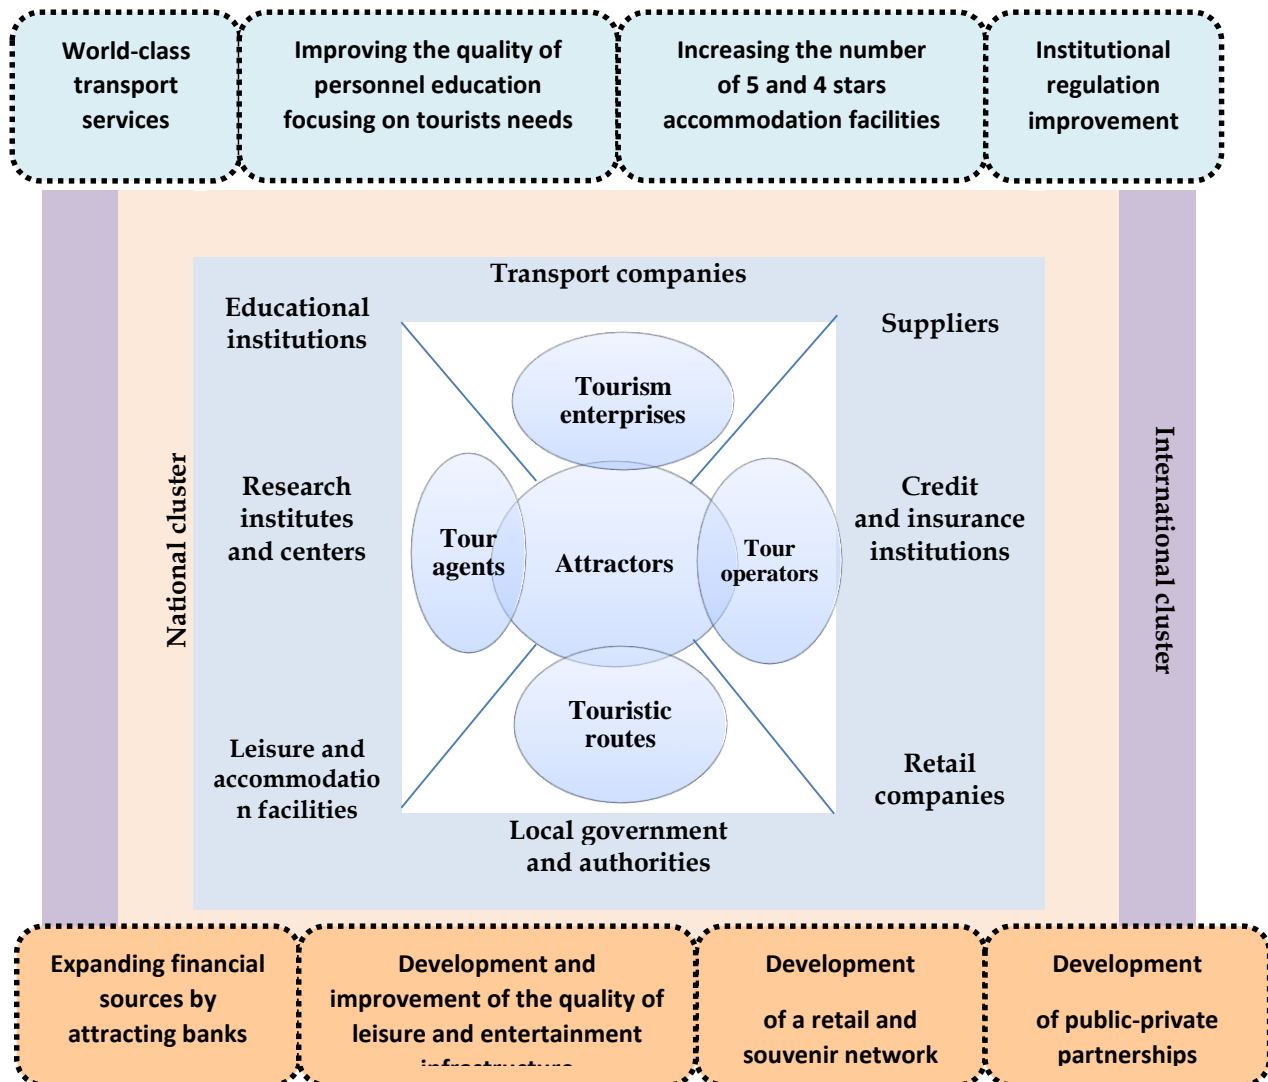 World-class
transport
services
Improving the quality of
personnel education
focusing on tourists needs
Increasing the number
of 5 and 4 stars
accommodation facilities
Institutional
regulation
improvement
Transport companies
Educational
institutions
Suppliers
Tourism
enterprises
National cluster
Research
institutes
and centers
Tour
agents
Attractors
Tour
operators
Credit
and insurance
institutions
International cluster
Touristic
routes
Leisure and
accommodatio
n facilities
Retail
companies
Local government
and authorities
Expanding financial
sources by
attracting banks
Development and
improvement of the quality of
leisure and entertainment
infrastructure
Development
of a retail and
souvenir network
Development
of public-private
partnerships